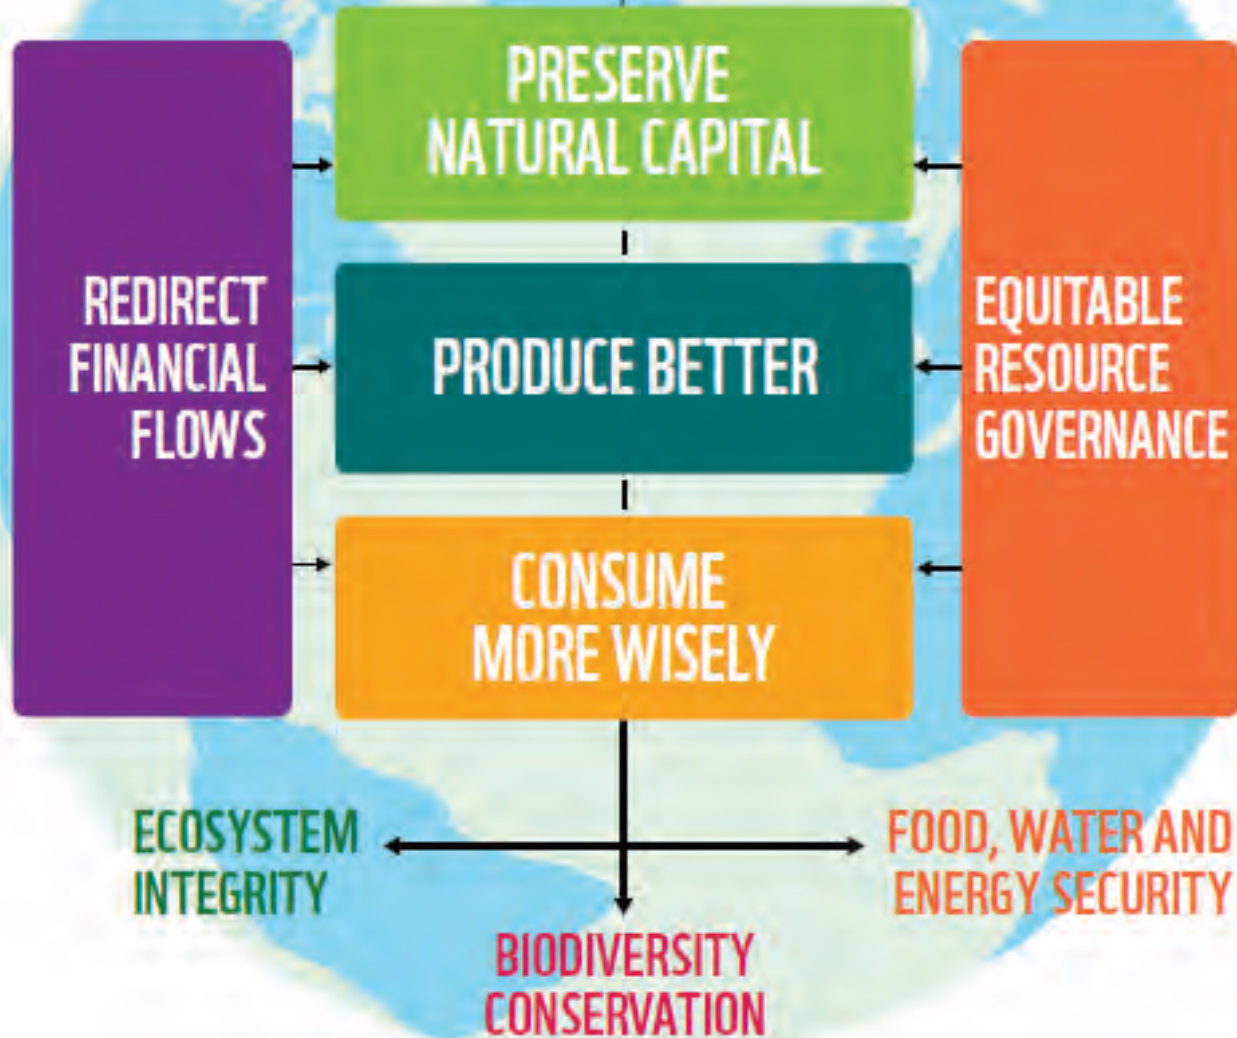 PRESERVE
NATURAL CAPITAL
REDIRECT
FINANCIAL
FLOWS
PRODUCE BETTER
EQUITABLE
RESOURCE
GOVERNANCE
CONSUME
MORE WISELY
ECOSYSTEM
INTEGRITY
FOOD, WATER AND
ENERGY SECURITY
BIODIVERSITY
CONSERVATION